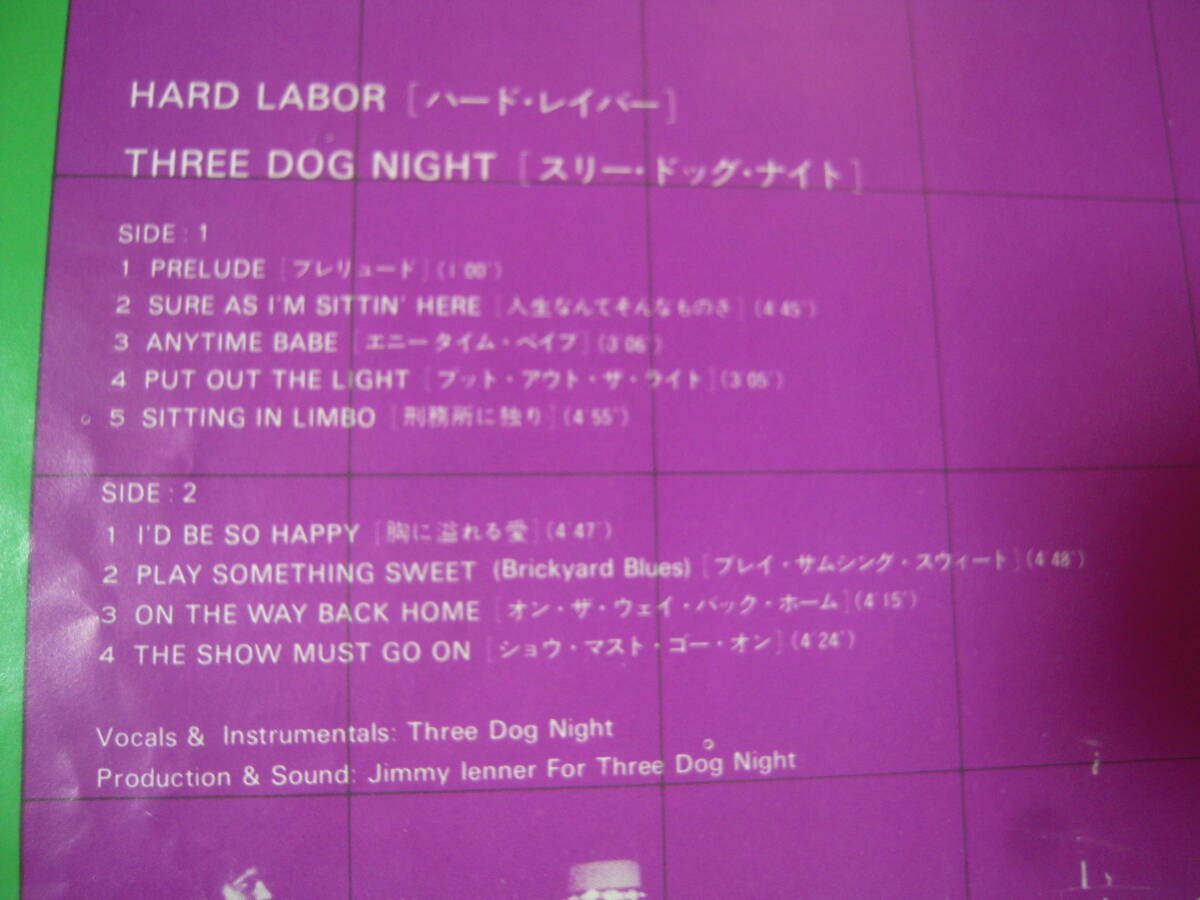 HARD LABOR [ハード・レイバー]
THREE DOG NIGHT [スリー・ドッグ・ナイト]
SIDE : 1
1 PRELUDE [プレリュード] (1'00")
2 SURE AS I'M SITTIN' HERE [人生なんてそんなものさ] (4'45")
3 ANYTIME BABE [エニータイム・ベイブ] (3'06")
4 PUT OUT THE LIGHT [プット・アウト・ザ・ライト] (3'05")
5 SITTING IN LIMBO [刑務所に独り] (4'55")
SIDE : 2
1 I'D BE SO HAPPY [胸に溢れる愛] (4'47")
2 PLAY SOMETHING SWEET (Brickyard Blues) [プレイ・サムシング・スウィート] (4'48")
3 ON THE WAY BACK HOME [オン・ザ・ウェイ・バック・ホーム] (4'15")
4 THE SHOW MUST GO ON [ショウ・マスト・ゴー・オン] (4'24")
Vocals & Instrumentals: Three Dog Night
Production & Sound: Jimmy Ienner For Three Dog Night